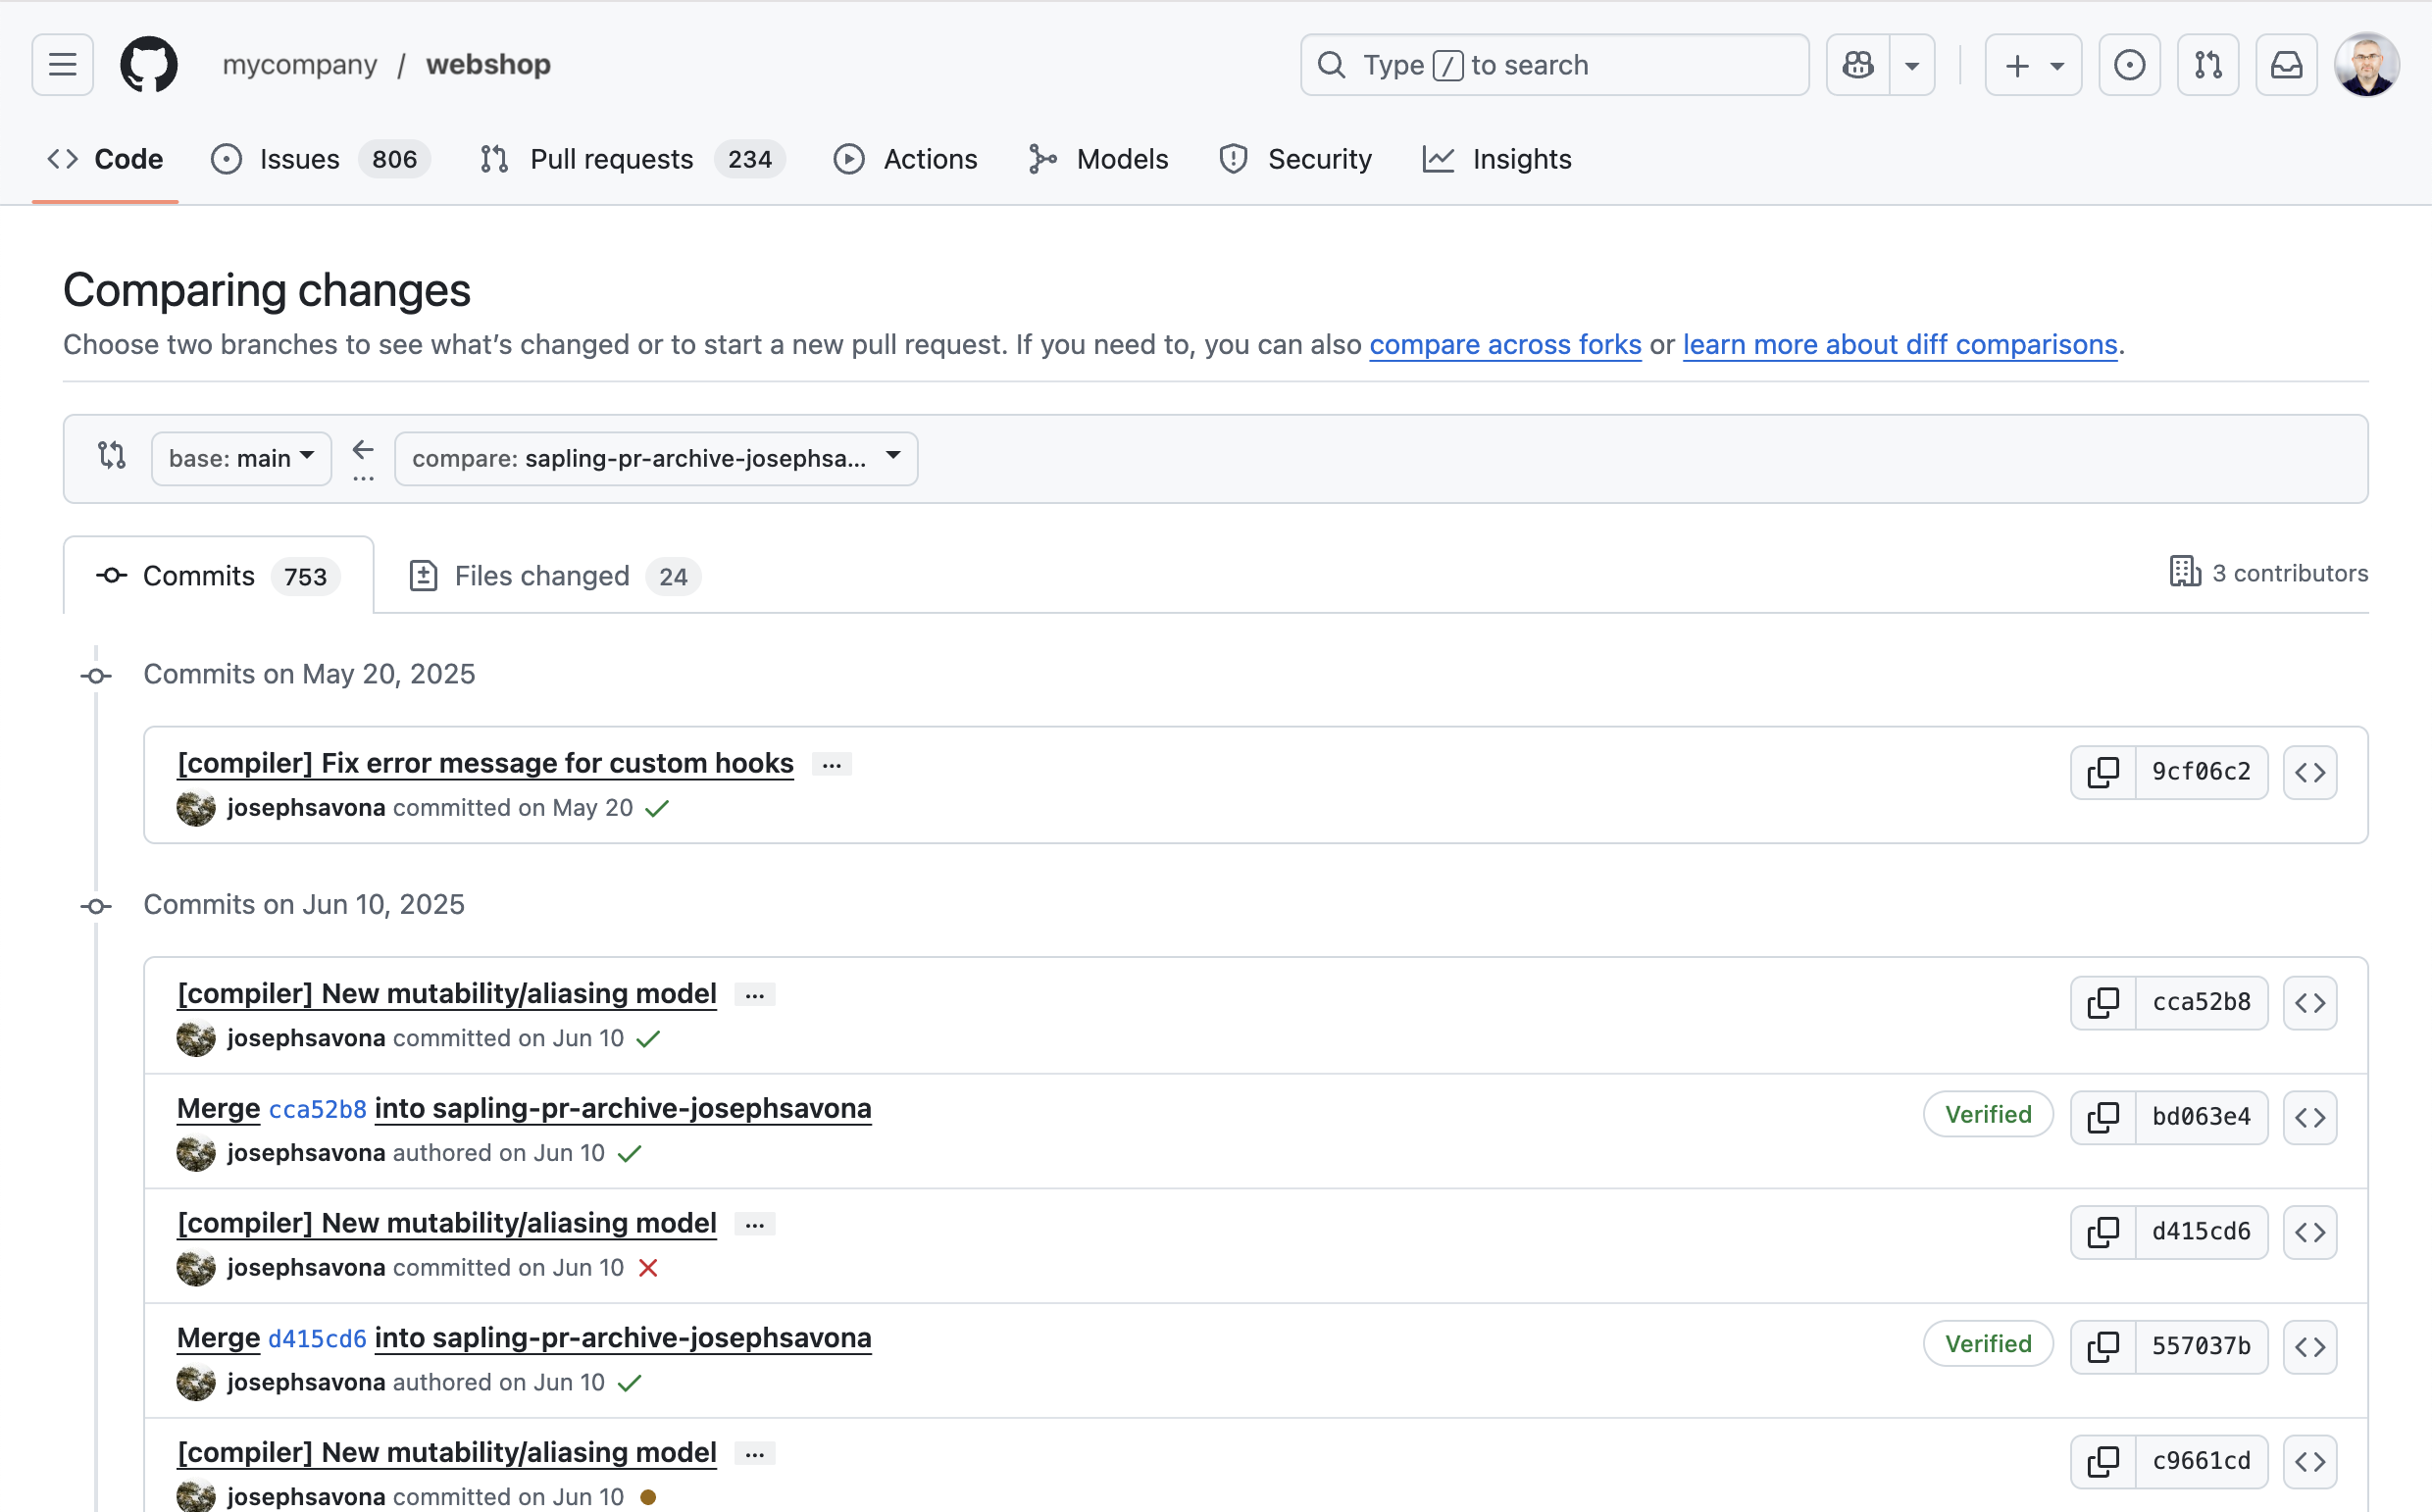 mycompany / webshop
Type / to search
Code
Issues 806
Pull requests 234
Actions
Models
Security
Insights
Comparing changes
Choose two branches to see what’s changed or to start a new pull request. If you need to, you can also compare across forks or learn more about diff comparisons.
base: main
...
compare: sapling-pr-archive-josephsa...
Commits 753
Files changed 24
3 contributors
Commits on May 20, 2025
[compiler] Fix error message for custom hooks ...
9cf06c2
josephsavona committed on May 20
Commits on Jun 10, 2025
[compiler] New mutability/aliasing model ...
cca52b8
josephsavona committed on Jun 10
Merge cca52b8 into sapling-pr-archive-josephsavona
Verified
bd063e4
josephsavona authored on Jun 10
[compiler] New mutability/aliasing model ...
d415cd6
josephsavona committed on Jun 10
Merge d415cd6 into sapling-pr-archive-josephsavona
Verified
557037b
josephsavona authored on Jun 10
[compiler] New mutability/aliasing model ...
c9661cd
josephsavona committed on Jun 10